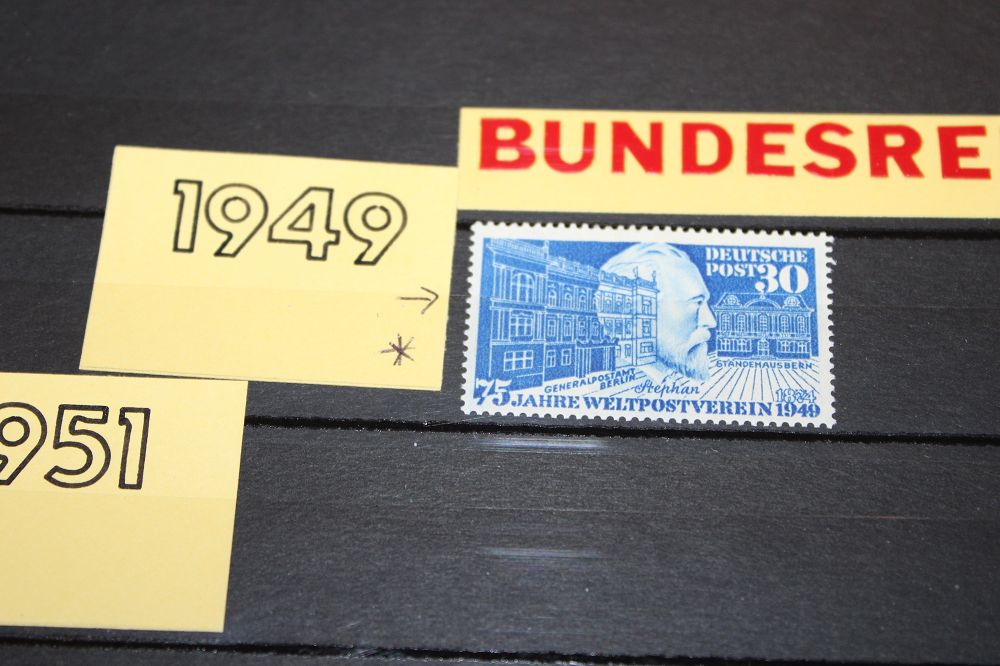 BUNDESRE
1949
DEUTSCHE
POST 30
STÄNDEHAUS BERN
GENERALPOSTAMT
BERLIN
Stephan
1874
75 JAHRE WELTPOSTVEREIN 1949
951